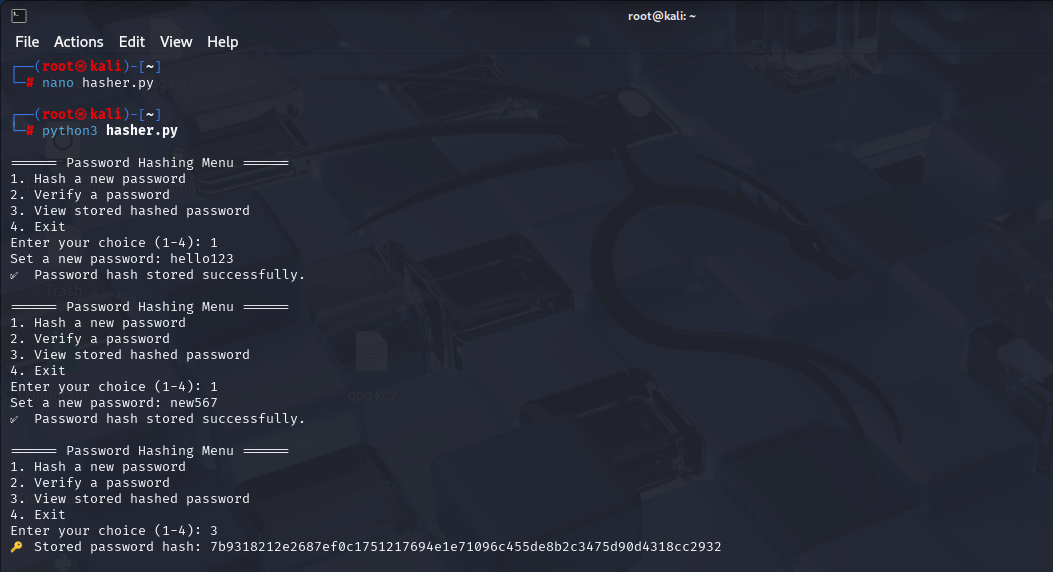 root@kali: ~
File Actions Edit View Help
┌──(root㉿kali)-[~]
└─# nano hasher.py
┌──(root㉿kali)-[~]
└─# python3 hasher.py
====== Password Hashing Menu ======
1. Hash a new password
2. Verify a password
3. View stored hashed password
4. Exit
Enter your choice (1-4): 1
Set a new password: hello123
✅ Password hash stored successfully.
====== Password Hashing Menu ======
1. Hash a new password
2. Verify a password
3. View stored hashed password
4. Exit
Enter your choice (1-4): 1
Set a new password: new567
✅ Password hash stored successfully.
====== Password Hashing Menu ======
1. Hash a new password
2. Verify a password
3. View stored hashed password
4. Exit
Enter your choice (1-4): 3
🔑 Stored password hash: 7b9318212e2687ef0c1751217694e1e71096c455de8b2c3475d90d4318cc2932
Trash
gpg key